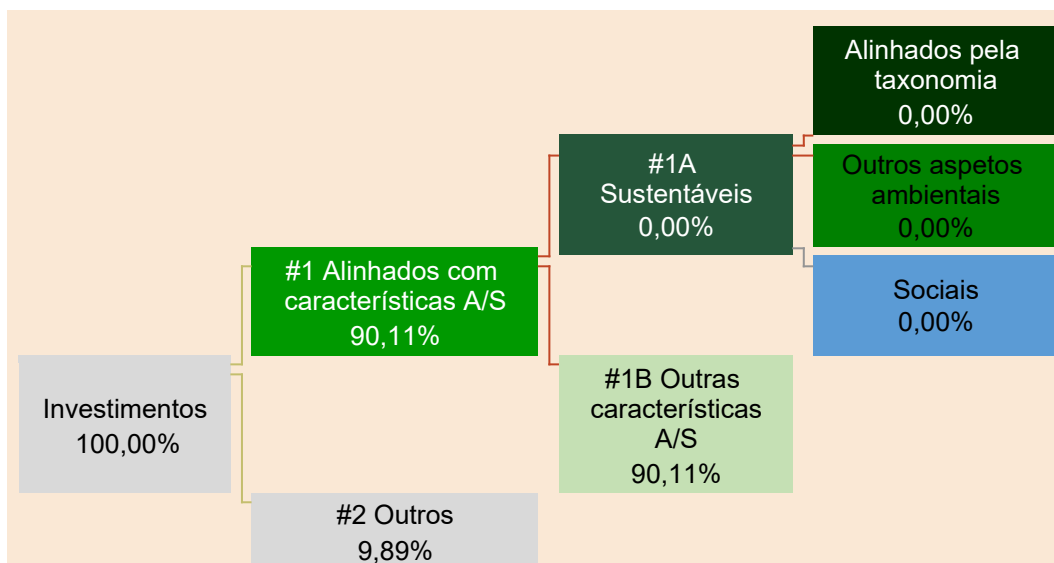 Alinhados pela
taxonomia
0,00%
#1A
Sustentáveis
0,00%
Outros aspetos
ambientais
0,00%
#1 Alinhados com
características A/S
90,11%
Sociais
0,00%
Investimentos
100,00%
#1B Outras
características
A/S
90,11%
#2 Outros
9,89%